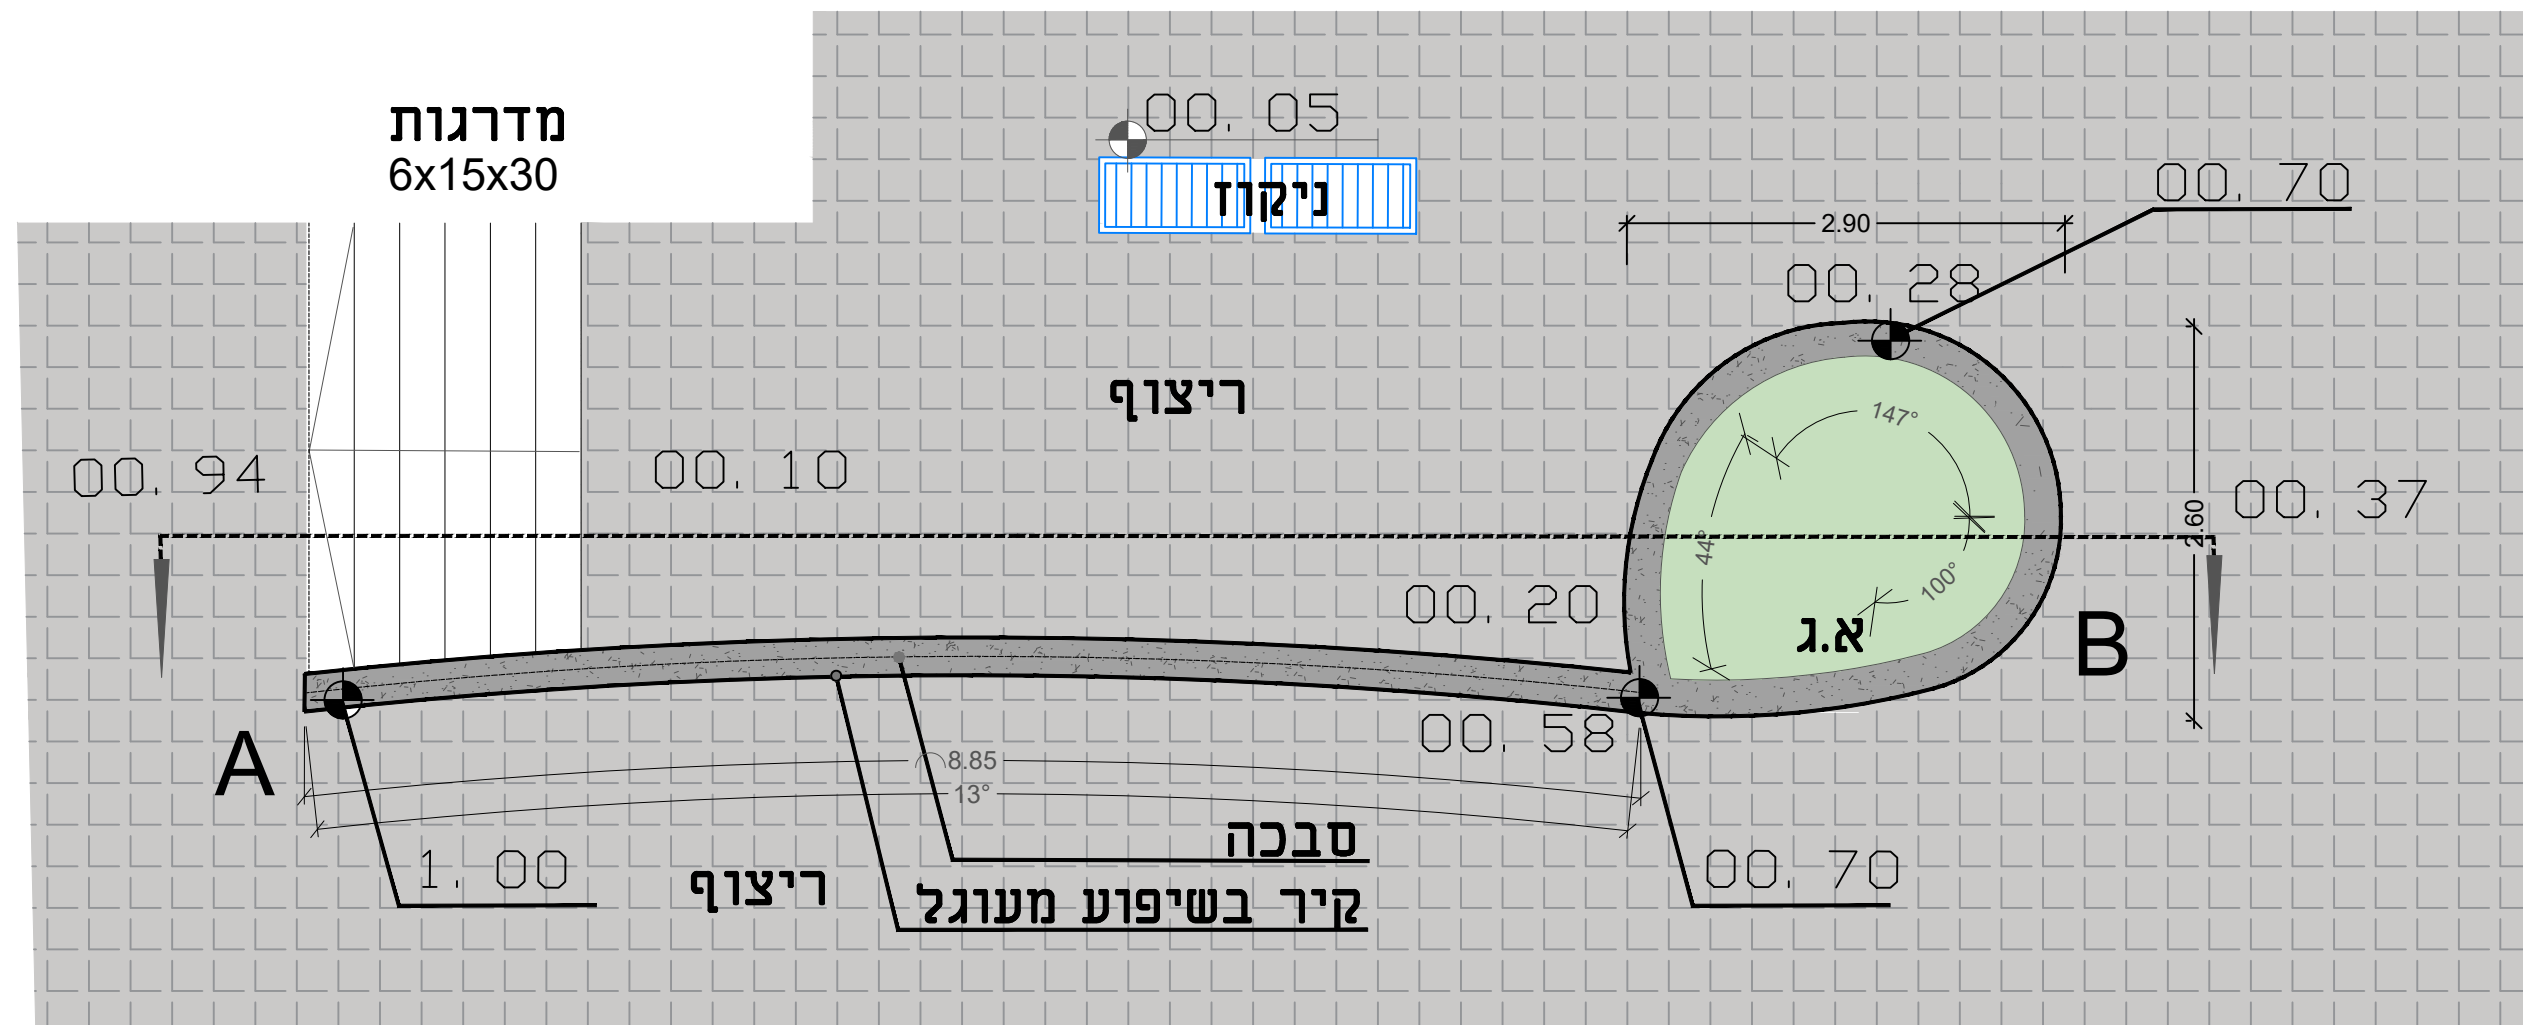 מדרגות
6x15x30
00. 05
ניקוז
00. 70
2.90
00. 28
ריצוף
147°
00. 94
00. 10
00. 37
2.60
44°
100°
00. 20
א.ג
B
00. 58
A
8.85
13°
סבכה
1. 00
ריצוף
קיר בשיפוע מעוגל
00. 70